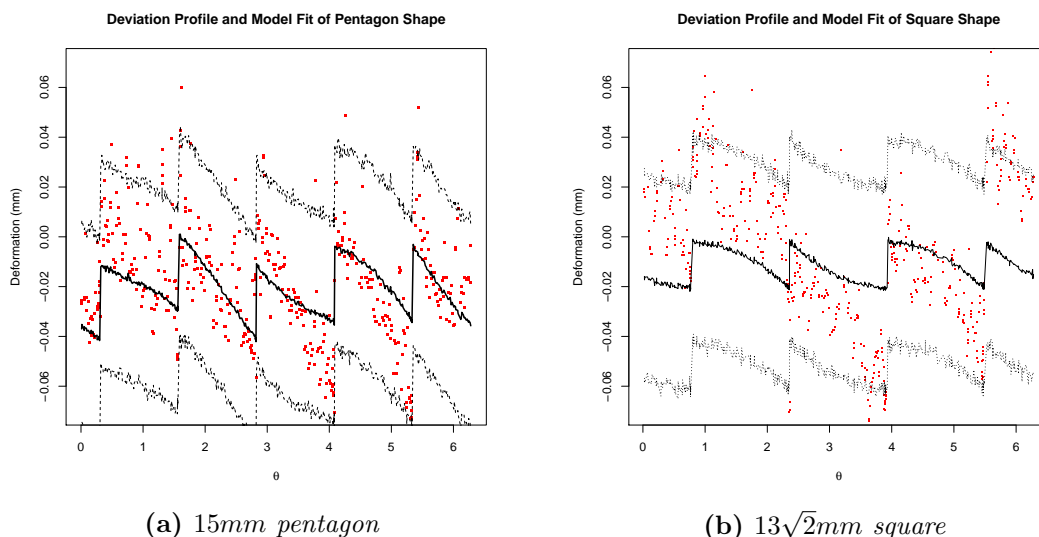 Deviation Profile and Model Fit of Pentagon Shape
Deformation (mm)
0.06
0.04
0.02
0.00
−0.02
−0.04
−0.06
0 1 2 3 4 5 6
θ
(a) 15mm pentagon
Deviation Profile and Model Fit of Square Shape
Deformation (mm)
0.06
0.04
0.02
0.00
−0.02
−0.04
−0.06
0 1 2 3 4 5 6
θ
(b) 13√2mm square